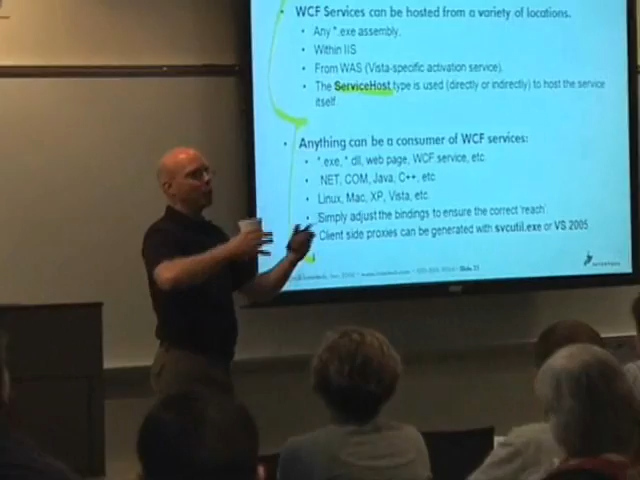 WCF Services can be hosted from a variety of locations.
Any *.exe assembly.
Within IIS
From WAS (Vista-specific activation service).
The ServiceHost type is used (directly or indirectly) to host the service
itself.
Anything can be a consumer of WCF services:
*.exe, *.dll, web page, WCF service, etc
.NET, COM, Java, C++, etc
Linux, Mac, XP, Vista, etc.
Simply adjust the bindings to ensure the correct 'reach'.
Client side proxies can be generated with svcutil.exe or VS 2005